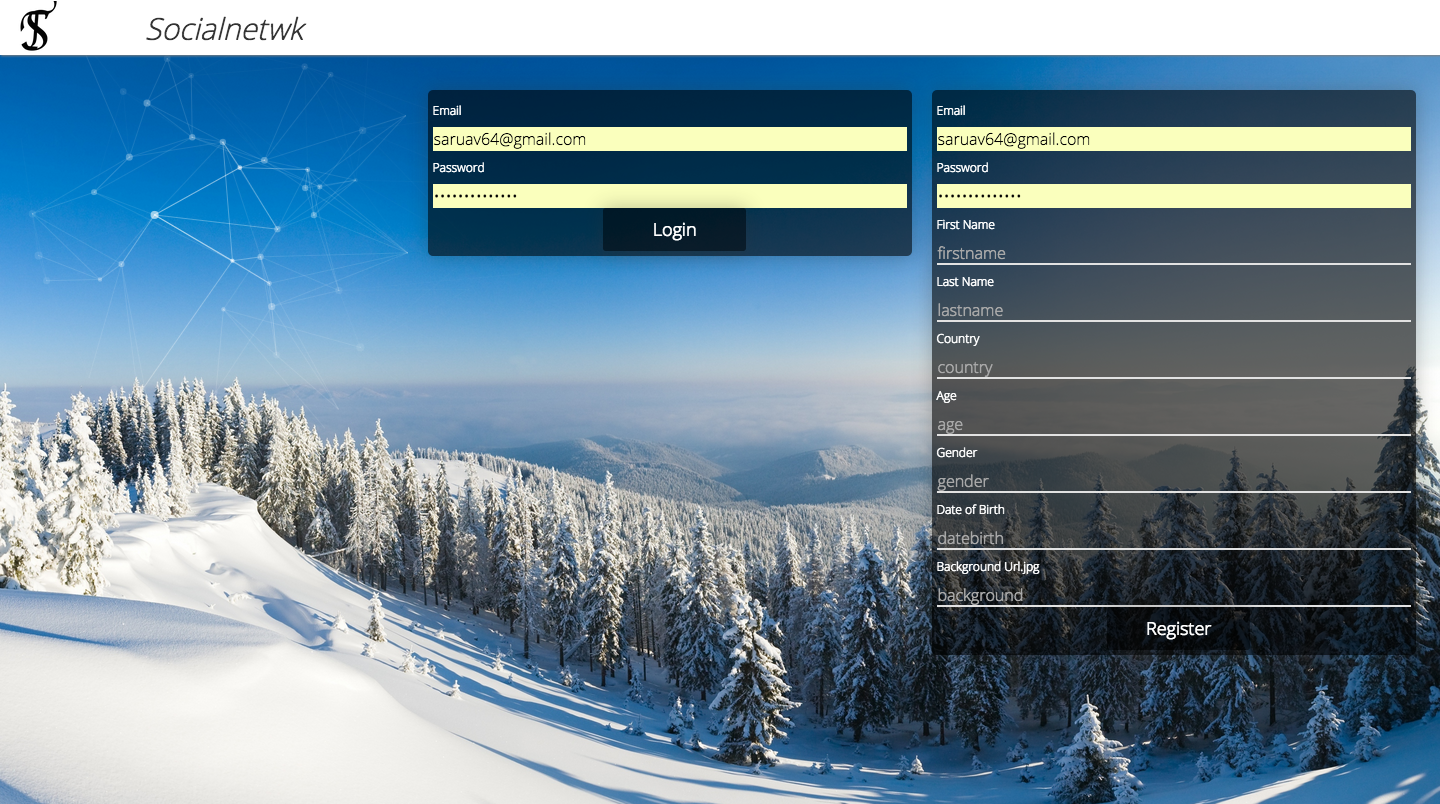 Socialnetwk
Email
saruav64@gmail.com
Password
••••••••••••••
Login
Email
saruav64@gmail.com
Password
••••••••••••••
First Name
firstname
Last Name
lastname
Country
country
Age
age
Gender
gender
Date of Birth
datebirth
Background Url.jpg
background
Register